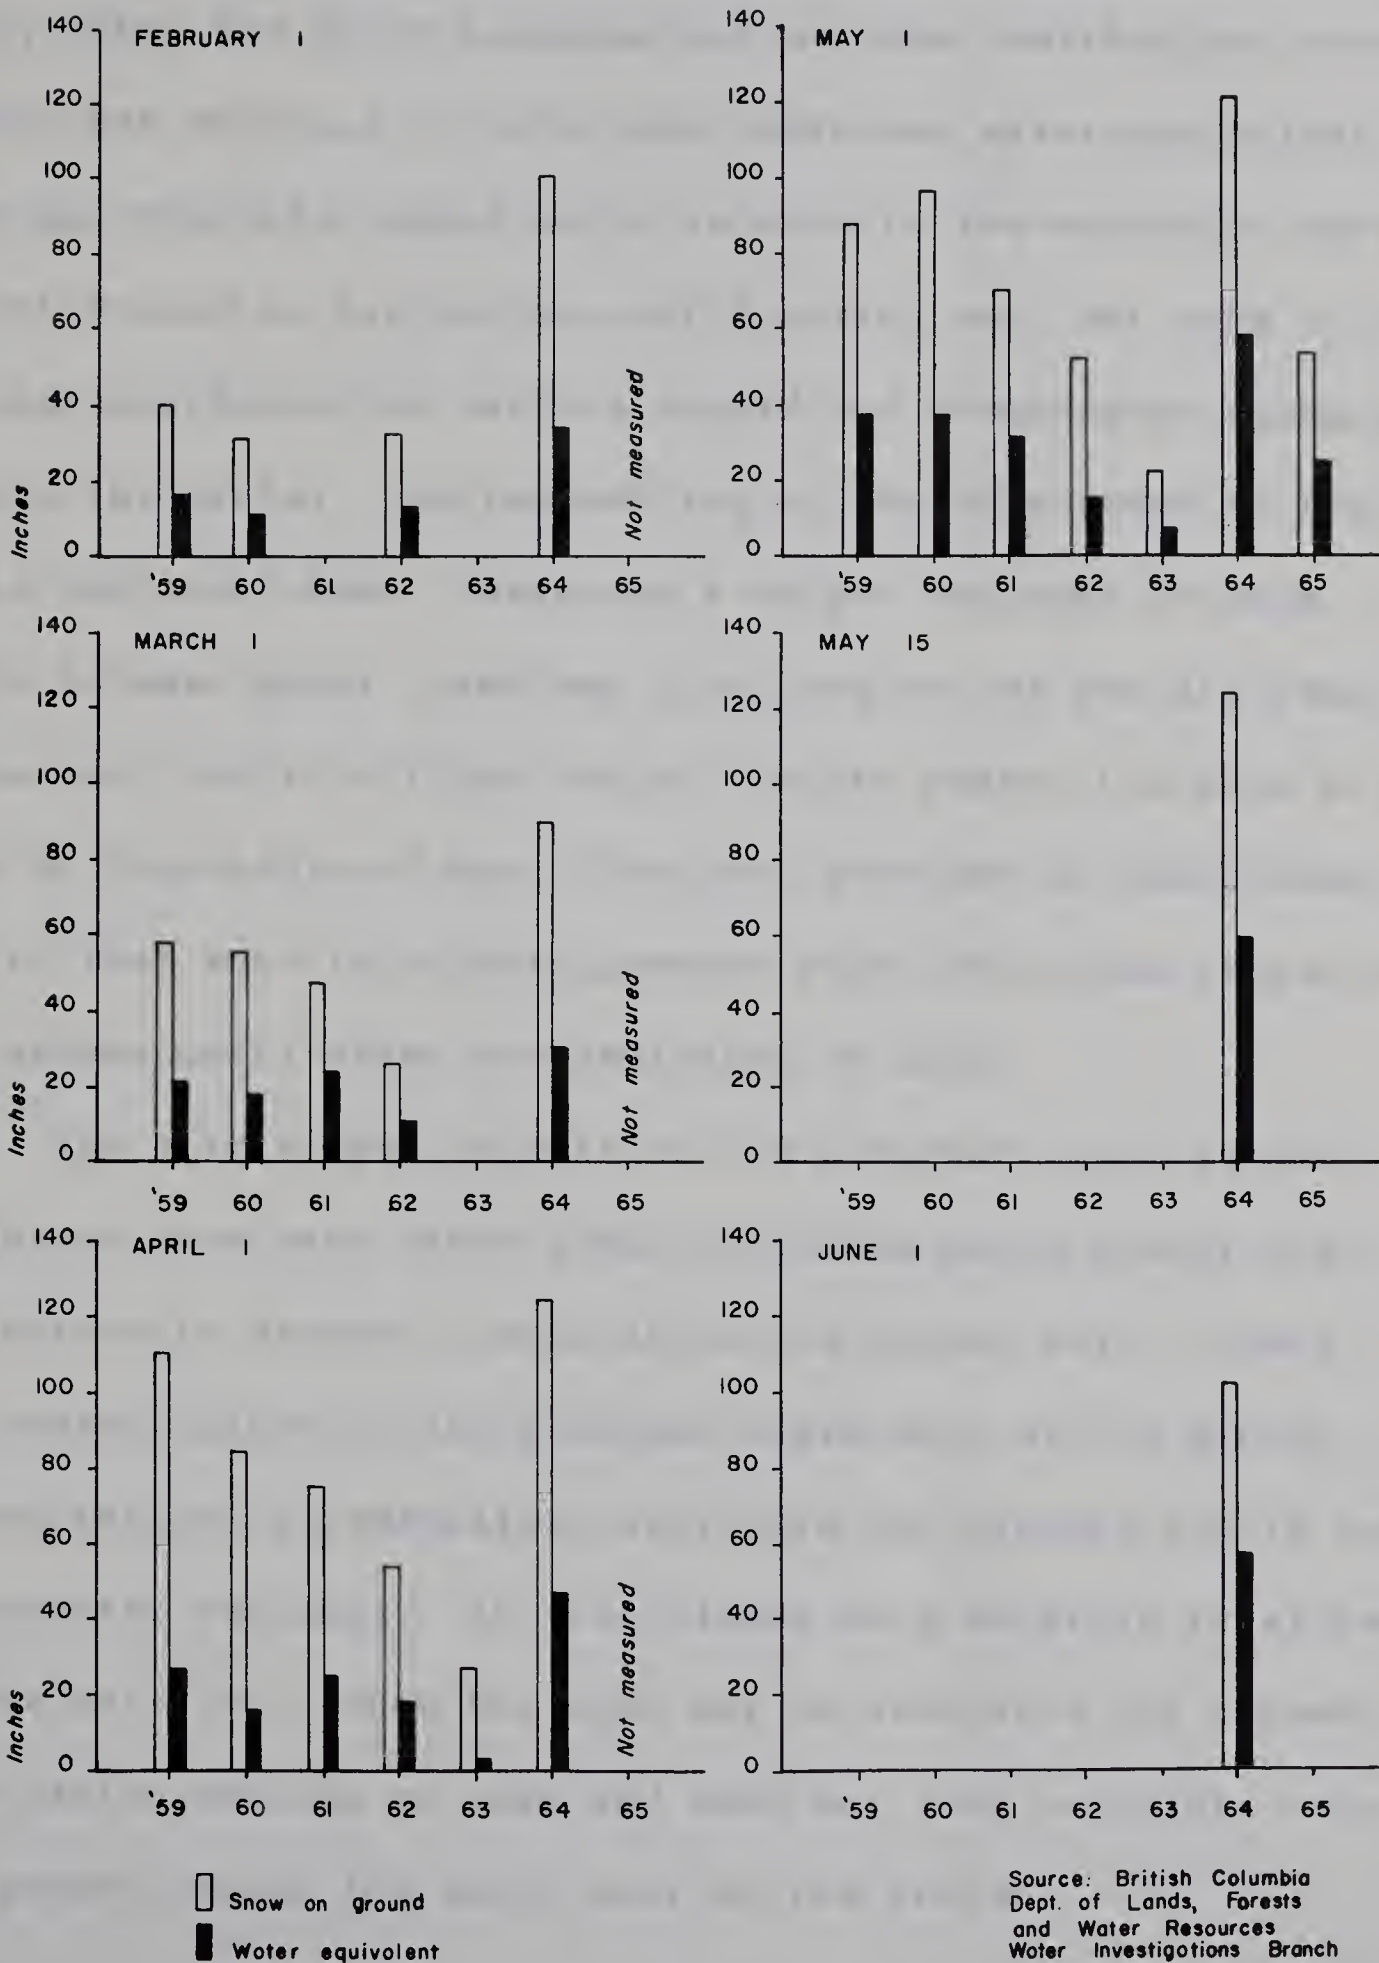 FEBRUARY 1
140
120
100
80
60
40
20
0
Inches
Not measured
'59 60 61 62 63 64 65
MAY 1
140
120
100
80
60
40
20
0
'59 60 61 62 63 64 65
MARCH 1
140
120
100
80
60
40
20
0
Inches
Not measured
'59 60 61 62 63 64 65
MAY 15
140
120
100
80
60
40
20
0
'59 60 61 62 63 64 65
APRIL 1
140
120
100
80
60
40
20
0
Inches
Not measured
'59 60 61 62 63 64 65
JUNE 1
140
120
100
80
60
40
20
0
'59 60 61 62 63 64 65
Snow on ground
Water equivalent
Source: British Columbia
Dept. of Lands, Forests
and Water Resources
Water Investigations Branch